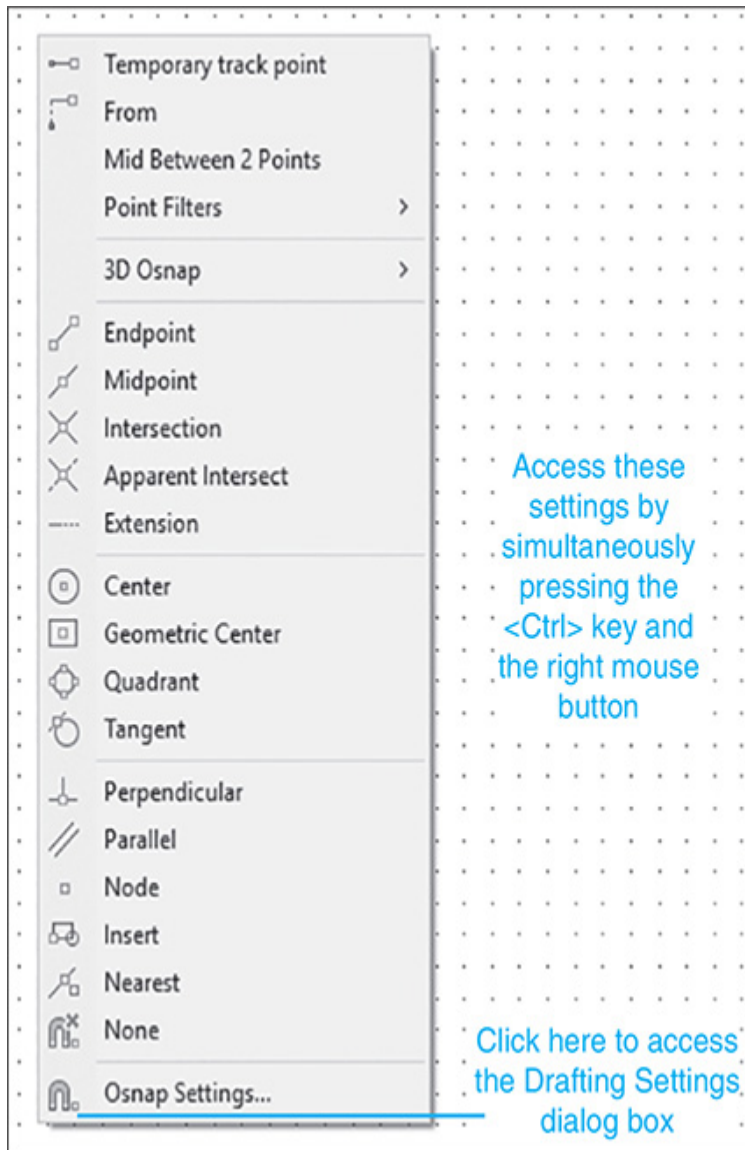 Temporary track point
From
Mid Between 2 Points
Point Filters
3D Osnap
Endpoint
Midpoint
Intersection
Apparent Intersect
Extension
Center
Geometric Center
Quadrant
Tangent
Perpendicular
Parallel
Node
Insert
Nearest
None
Osnap Settings...
Access these
settings by
simultaneously
pressing the
<Ctrl> key and
the right mouse
button
Click here to access
the Drafting Settings
dialog box